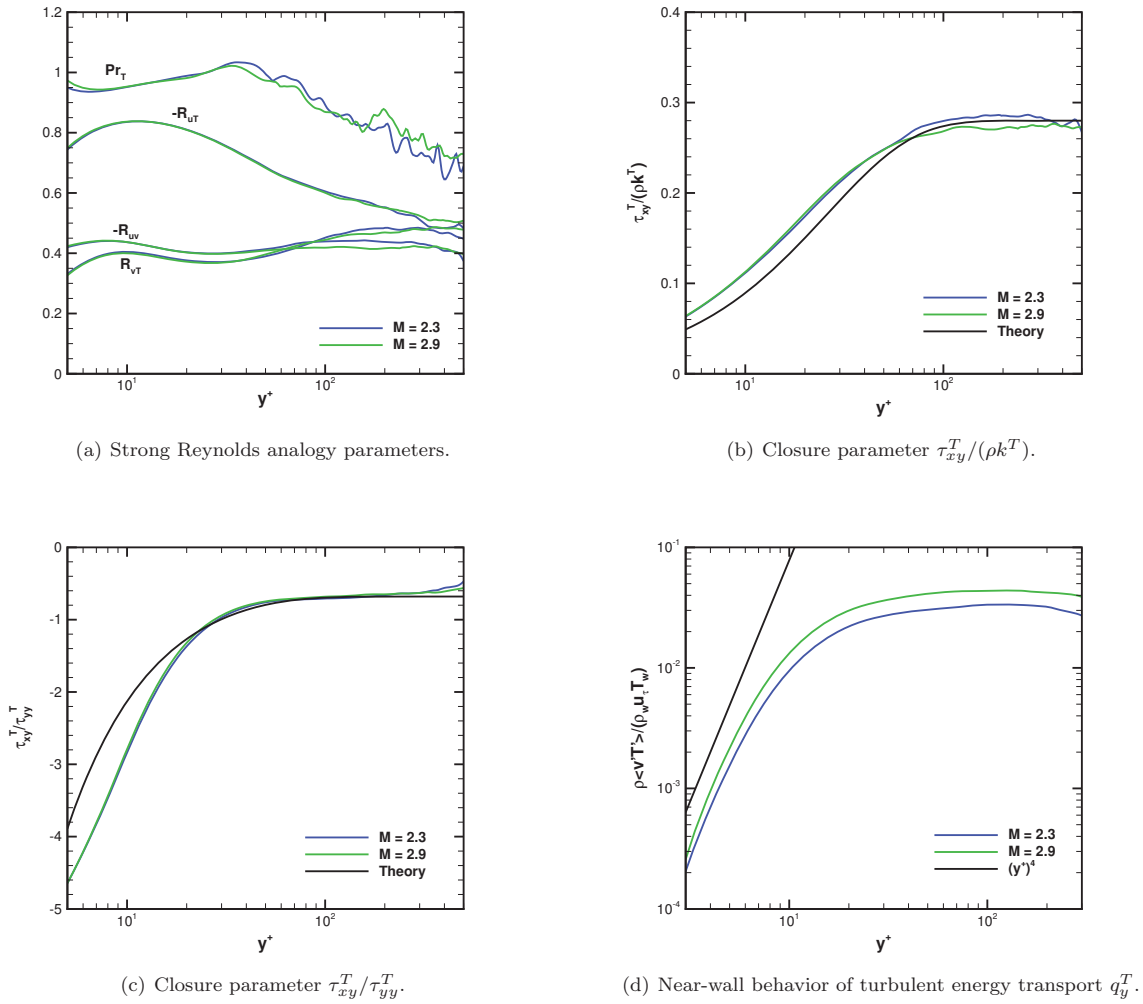 1.2
1
0.8
0.6
0.4
0.2
0
Pr_T
-R_uT
-R_uv
R_vT
M = 2.3
M = 2.9
10^1
10^2
y^+
(a) Strong Reynolds analogy parameters.
0.4
0.3
0.2
0.1
0
τ_xy^T/(ρk^T)
M = 2.3
M = 2.9
Theory
10^1
10^2
y^+
(b) Closure parameter τ_xy^T/(ρk^T).
0
-1
-2
-3
-4
-5
τ_xy^T/τ_yy^T
M = 2.3
M = 2.9
Theory
10^1
10^2
y^+
(c) Closure parameter τ_xy^T/τ_yy^T.
10^-1
10^-2
10^-3
10^-4
ρ<v'T'>/(ρ_w u_τ T_w)
M = 2.3
M = 2.9
(y^+)^4
10^1
10^2
y^+
(d) Near-wall behavior of turbulent energy transport q_y^T.